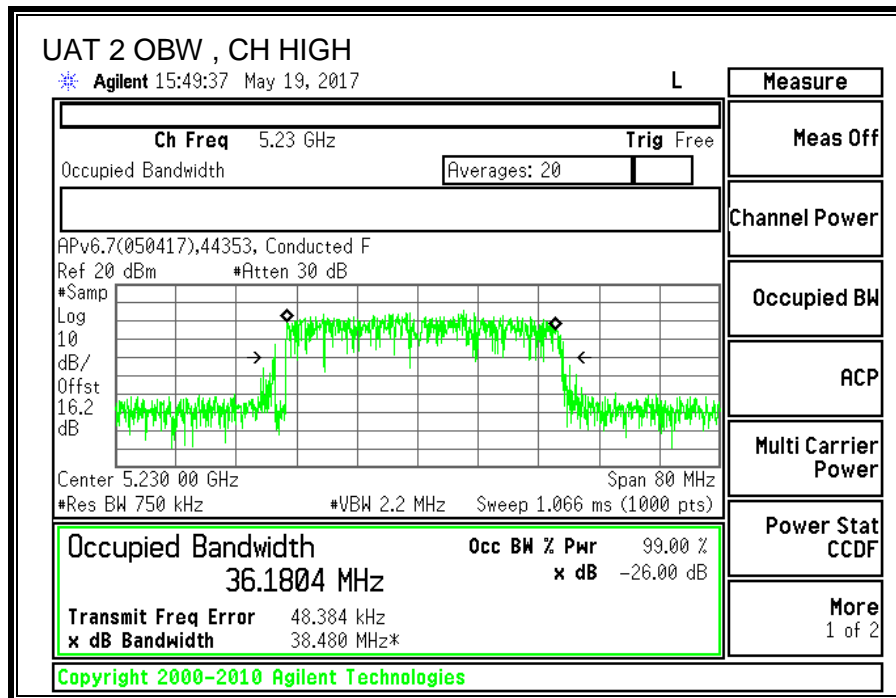 UAT 2 OBW , CH HIGH
Agilent 15:49:37 May 19, 2017 L
Measure
Ch Freq 5.23 GHz Trig Free
Occupied Bandwidth Averages: 20
APv6.7(050417),44353, Conducted F
Ref 20 dBm #Atten 30 dB
#Samp
Log
10
dB/
Offst
16.2
dB
Center 5.230 00 GHz Span 80 MHz
#Res BW 750 kHz #VBW 2.2 MHz Sweep 1.066 ms (1000 pts)
Occupied Bandwidth Occ BW % Pwr 99.00 %
36.1804 MHz x dB -26.00 dB
Transmit Freq Error 48.384 kHz
x dB Bandwidth 38.480 MHz*
Meas Off
Channel Power
Occupied BW
ACP
Multi Carrier
Power
Power Stat
CCDF
More
1 of 2
Copyright 2000-2010 Agilent Technologies